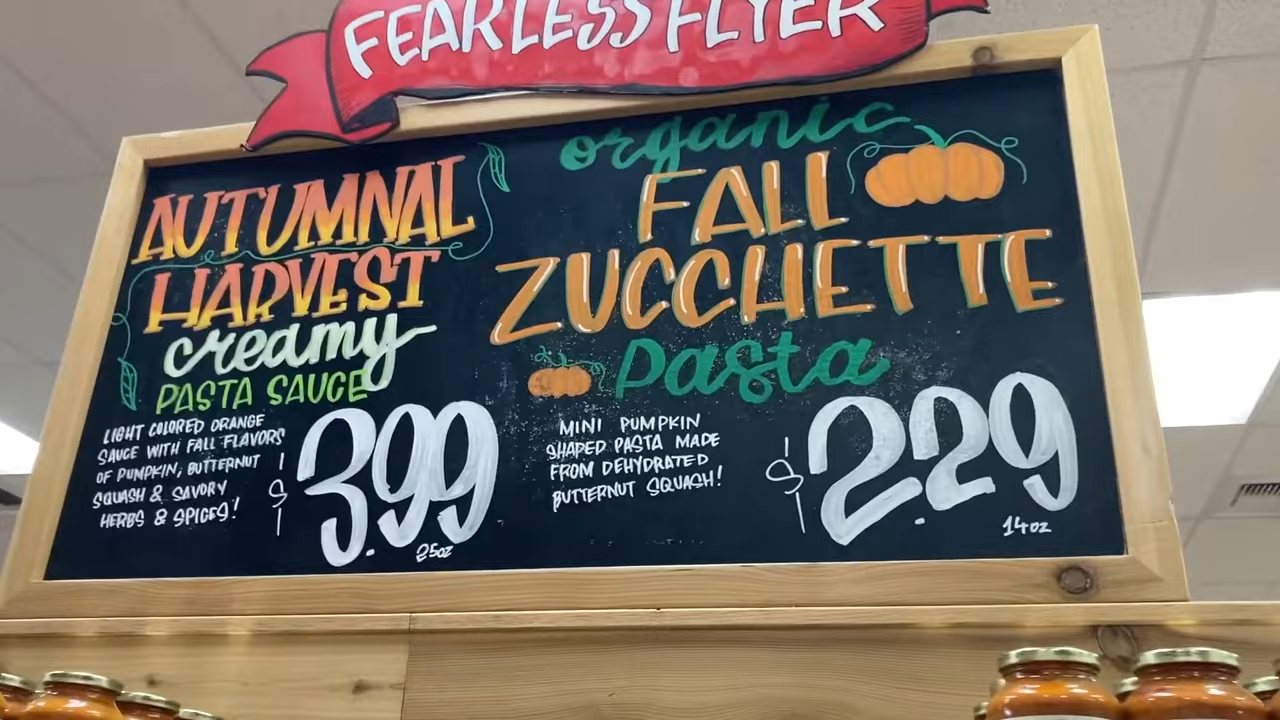 FEARLESS FLYER
AUTUMNAL
HARVEST
creamy
PASTA SAUCE
LIGHT COLORED ORANGE
SAUCE WITH FALL FLAVORS
OF PUMPKIN, BUTTERNUT
SQUASH & SAVORY
HERBS & SPICES!
$3.99
25oz
organic
FALL
ZUCCHETTE
pasta
MINI PUMPKIN
SHAPED PASTA MADE
FROM DEHYDRATED
BUTTERNUT SQUASH!
$2.29
14oz